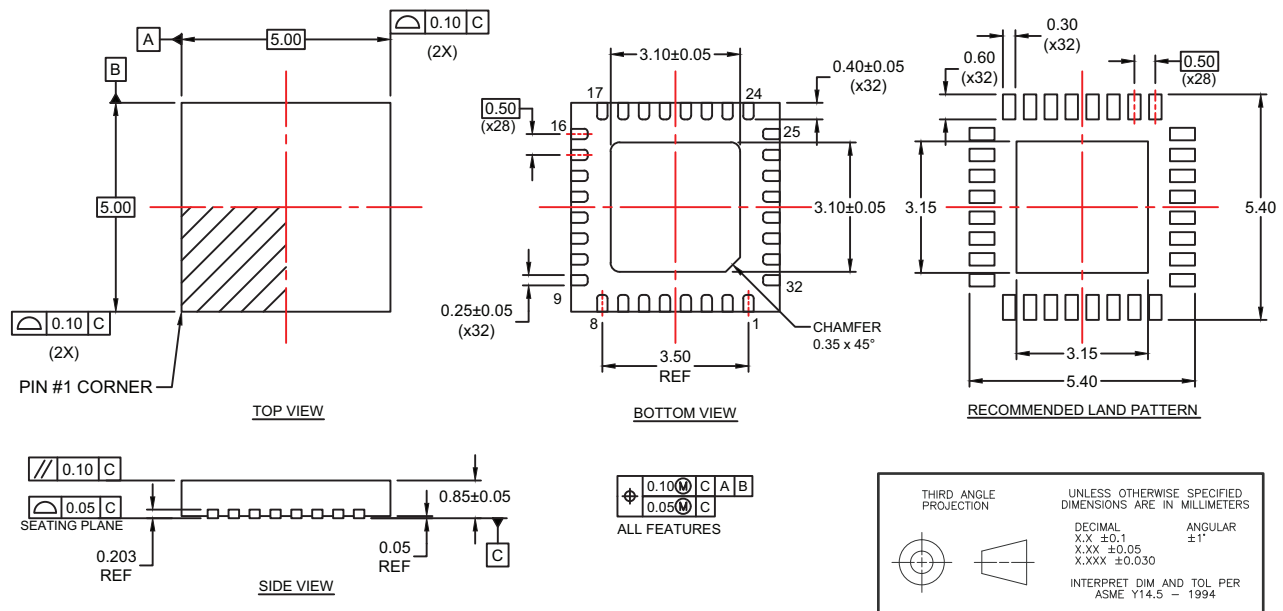 A
5.00
0.10 C
(2X)
B
5.00
0.10 C
(2X)
PIN #1 CORNER
TOP VIEW
3.10±0.05
0.40±0.05
(x32)
17
24
0.50
(x28)
16
25
3.10±0.05
0.25±0.05
(x32)
9
32
8
1
3.50
REF
CHAMFER
0.35 x 45°
BOTTOM VIEW
0.30
(x32)
0.60
(x32)
0.50
(x28)
3.15
5.40
3.15
5.40
RECOMMENDED LAND PATTERN
// 0.10 C
0.05 C
SEATING PLANE
0.203
REF
0.85±0.05
0.05
REF
C
SIDE VIEW
0.10 M C A B
0.05 M C
ALL FEATURES
THIRD ANGLE
PROJECTION
UNLESS OTHERWISE SPECIFIED
DIMENSIONS ARE IN MILLIMETERS
DECIMAL ANGULAR
X.X ±0.1 ±1°
X.XX ±0.05
X.XXX ±0.030
INTERPRET DIM AND TOL PER
ASME Y14.5 – 1994